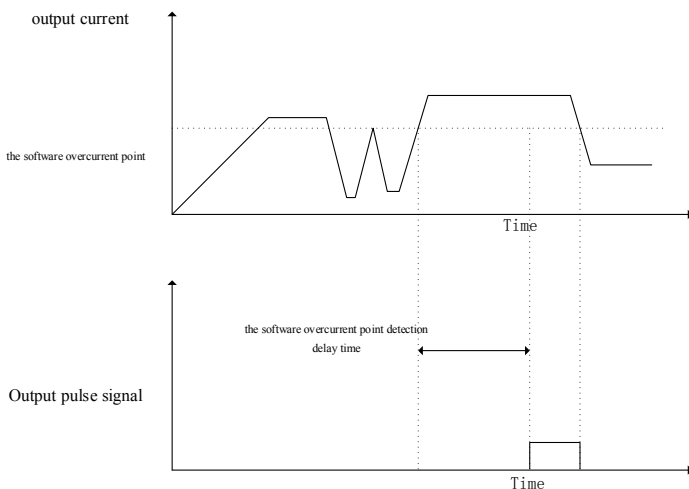 output current
the software overcurrent point
Time
the software overcurrent point detection
delay time
Output pulse signal
Time